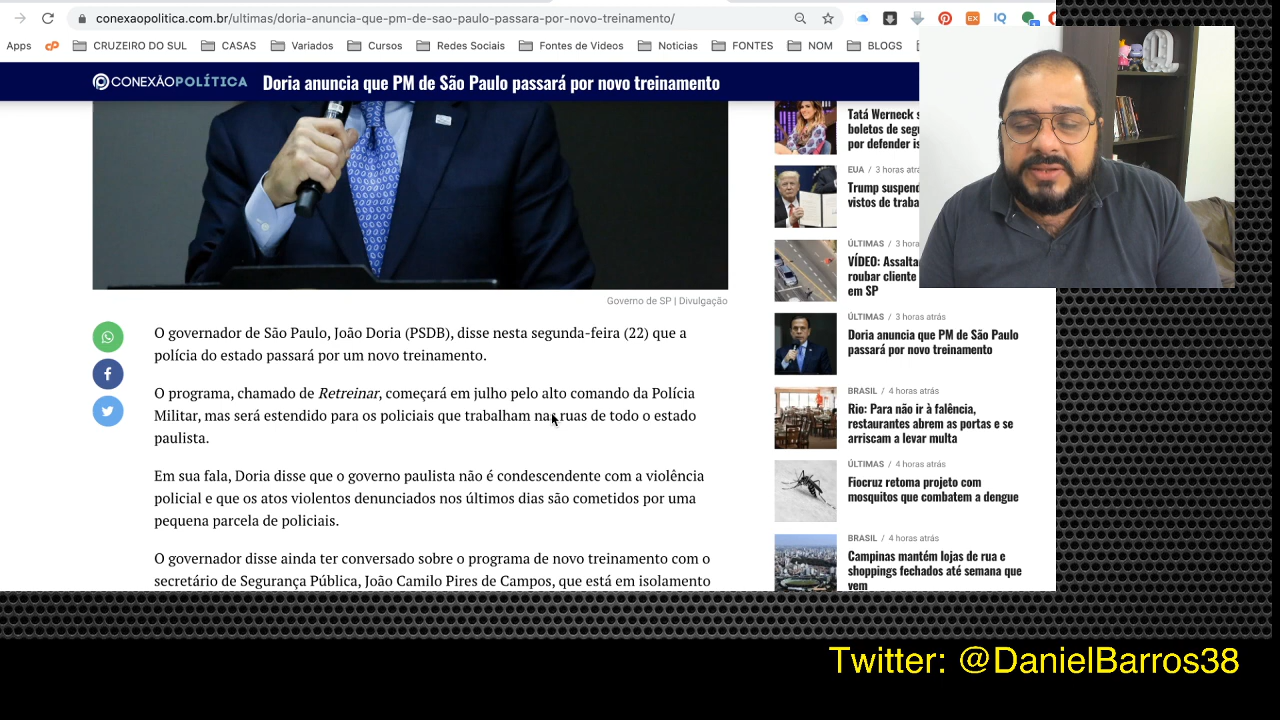 conexaopolitica.com.br/ultimas/doria-anuncia-que-pm-de-sao-paulo-passara-por-novo-treinamento/
Apps
CRUZEIRO DO SUL
CASAS
Variados
Cursos
Redes Sociais
Fontes de Videos
Noticias
FONTES
NOM
BLOGS
CONEXÃOPOLÍTICA
Doria anuncia que PM de São Paulo passará por novo treinamento
Governo de SP | Divulgação
O governador de São Paulo, João Doria (PSDB), disse nesta segunda-feira (22) que a
polícia do estado passará por um novo treinamento.
O programa, chamado de Retreinar, começará em julho pelo alto comando da Polícia
Militar, mas será estendido para os policiais que trabalham nas ruas de todo o estado
paulista.
Em sua fala, Doria disse que o governo paulista não é condescendente com a violência
policial e que os atos violentos denunciados nos últimos dias são cometidos por uma
pequena parcela de policiais.
O governador disse ainda ter conversado sobre o programa de novo treinamento com o
secretário de Segurança Pública, João Camilo Pires de Campos, que está em isolamento
Tatá Werneck s
boletos de segu
por defender is
EUA / 3 horas atrá
Trump suspend
vistos de traba
ÚLTIMAS / 3 hora
VÍDEO: Assalta
roubar cliente
em SP
ÚLTIMAS / 3 horas atrás
Doria anuncia que PM de São Paulo
passará por novo treinamento
BRASIL / 4 horas atrás
Rio: Para não ir à falência,
restaurantes abrem as portas e se
arriscam a levar multa
ÚLTIMAS / 4 horas atrás
Fiocruz retoma projeto com
mosquitos que combatem a dengue
BRASIL / 4 horas atrás
Campinas mantém lojas de rua e
shoppings fechados até semana que
vem
Twitter: @DanielBarros38